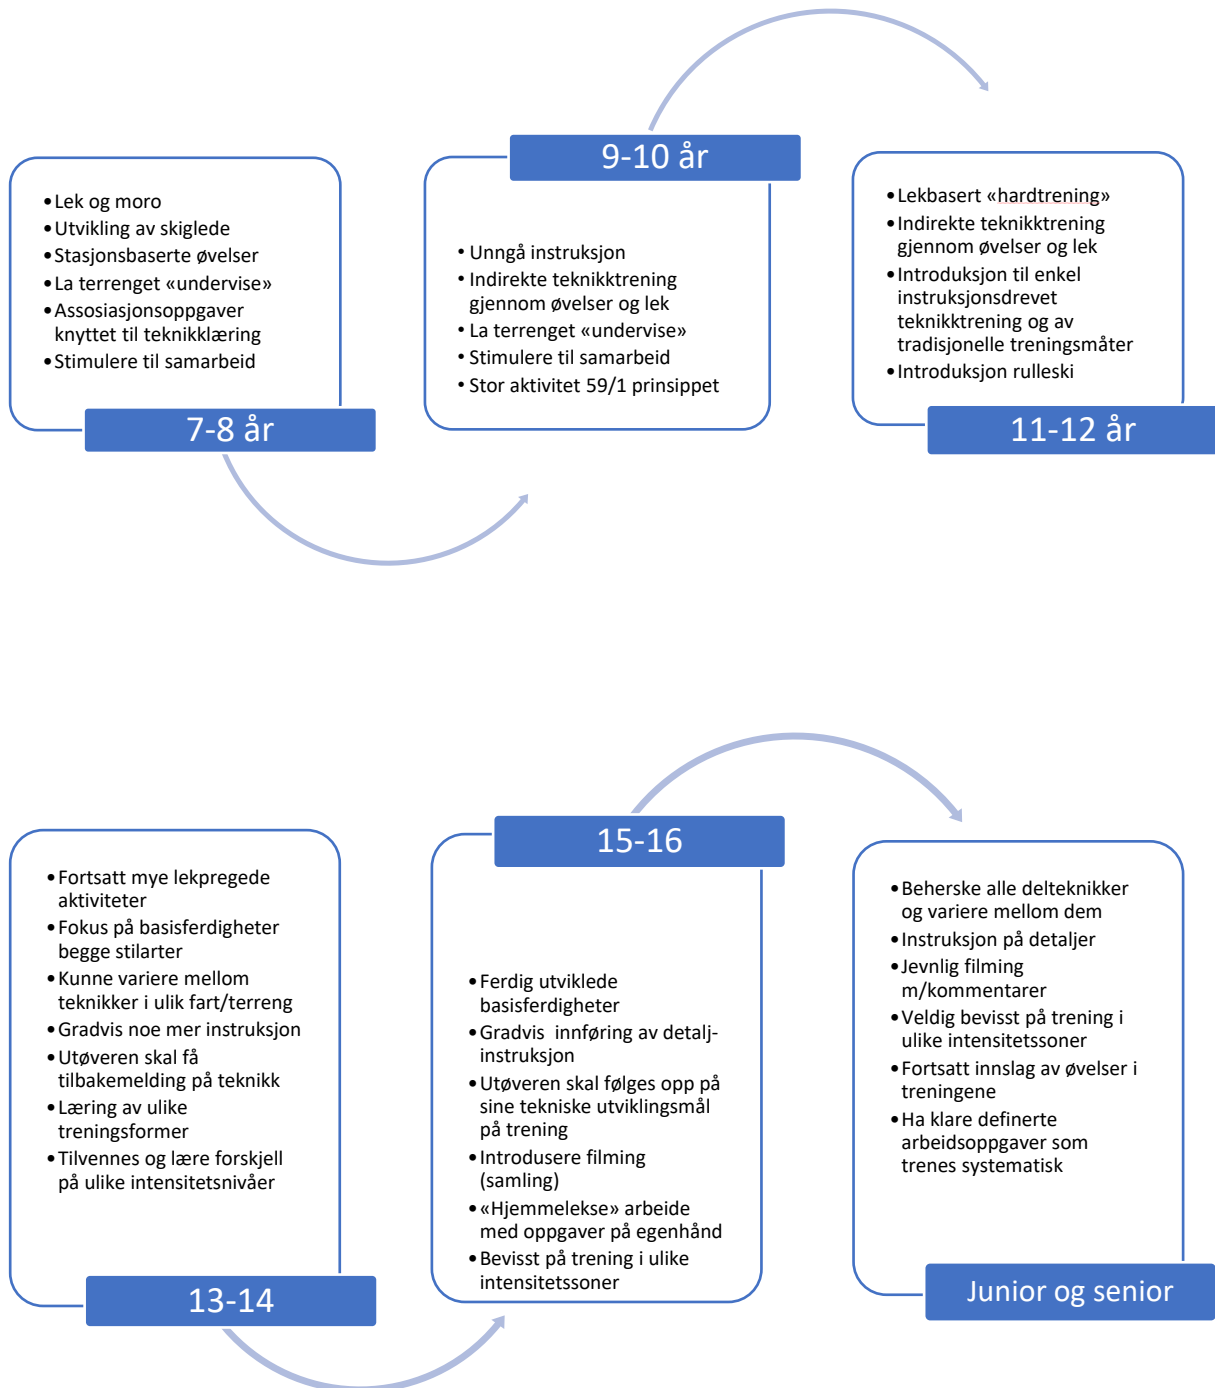 •Lek og moro
•Utvikling av skiglede
•Stasjonsbaserte øvelser
•La terrenget «undervise»
•Assosiasjonsoppgaver
knyttet til teknikklæring
•Stimulere til samarbeid
7-8 år
9-10 år
• Unngå instruksjon
• Indirekte teknikktrening
gjennom øvelser og lek
• La terrenget «undervise»
• Stimulere til samarbeid
• Stor aktivitet 59/1 prinsippet
•Lekbasert «hardtrening»
•Indirekte teknikktrening
gjennom øvelser og lek
•Introduksjon til enkel
instruksjonsdrevet
teknikktrening og av
tradisjonelle treningsmåter
•Introduksjon rulleski
11-12 år
•Fortsatt mye lekpregede
aktiviteter
•Fokus på basisferdigheter
begge stilarter
•Kunne variere mellom
teknikker i ulik fart/terreng
•Gradvis noe mer instruksjon
•Utøveren skal få
tilbakemelding på teknikk
•Læring av ulike
treningsformer
•Tilvennes og lære forskjell
på ulike intensitetsnivåer
13-14
15-16
•Ferdig utviklede
basisferdigheter
•Gradvis  innføring av detalj-
instruksjon
•Utøveren skal følges opp på
sine tekniske utviklingsmål
på trening
•Introdusere filming
(samling)
•«Hjemmelekse» arbeide
med oppgaver på egenhånd
•Bevisst på trening i ulike
intensitetssoner
•Beherske alle delteknikker
og variere mellom dem
•Instruksjon på detaljer
•Jevnlig filming
m/kommentarer
•Veldig bevisst på trening i
ulike intensitetssoner
•Fortsatt innslag av øvelser i
treningene
•Ha klare definerte
arbeidsoppgaver som
trenes systematisk
Junior og senior